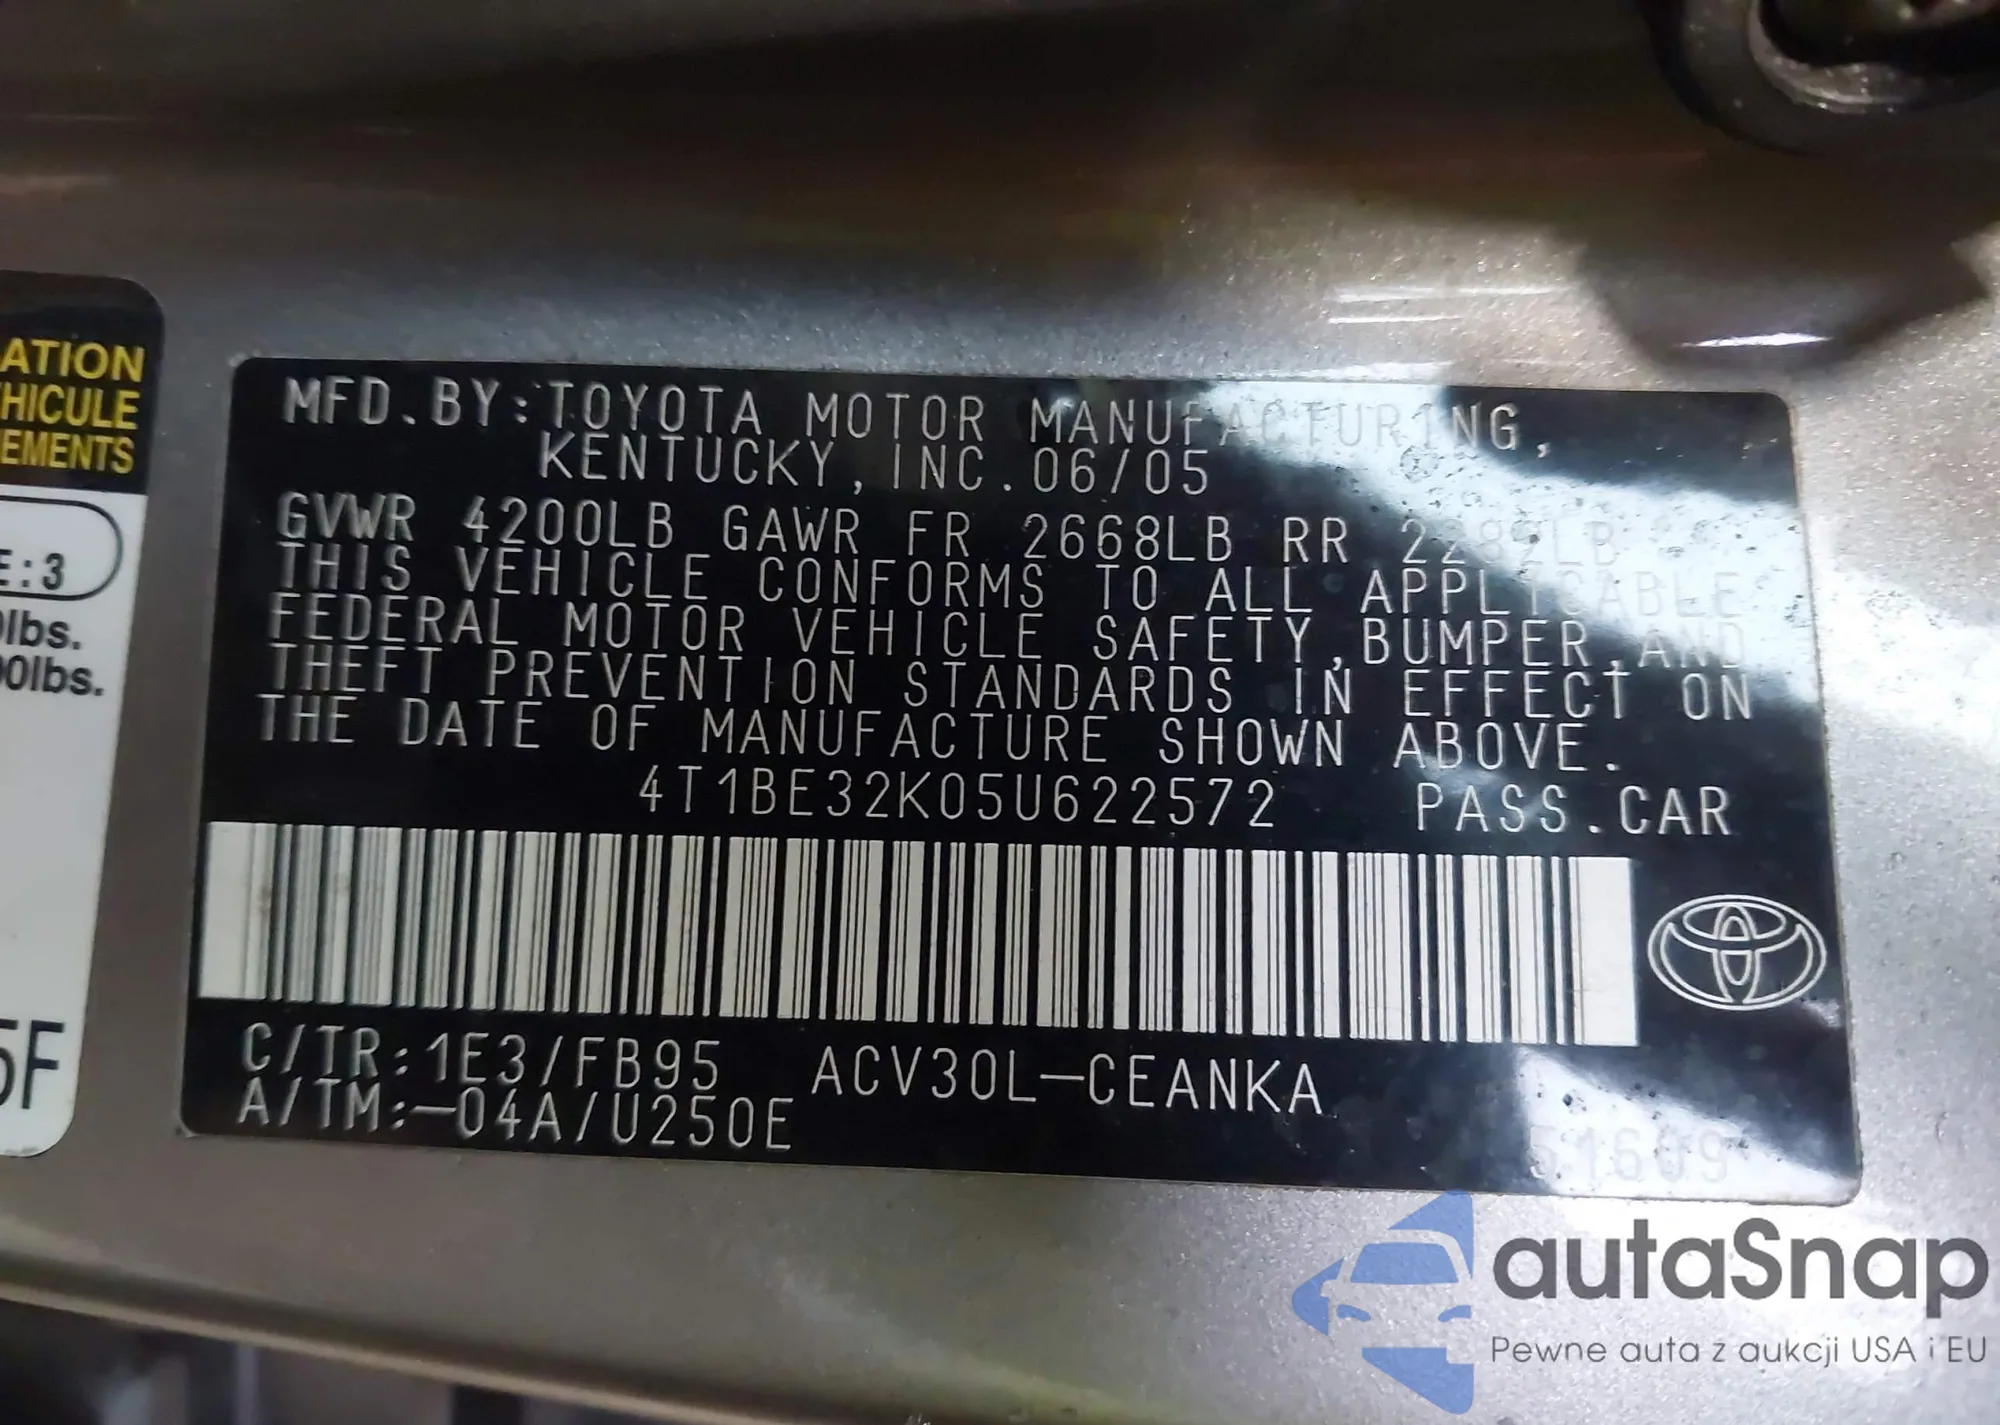 ATION
HICULE
EMENTS
E:3
0lbs.
00lbs.
5F
MFD.BY:TOYOTA MOTOR MANUFACTURING,
KENTUCKY, INC. 06/05
GVWR 4200LB GAWR FR 2668LB RR 2282LB
THIS VEHICLE CONFORMS TO ALL APPLICABLE
FEDERAL MOTOR VEHICLE SAFETY,BUMPER,AND
THEFT PREVENTION STANDARDS IN EFFECT ON
THE DATE OF MANUFACTURE SHOWN ABOVE.
4T1BE32K05U622572 PASS.CAR
C/TR:1E3/FB95 ACV30L-CEANKA
A/TM:-04A/U250E
51609
autaSnap
Pewne auta z aukcji USA i EU